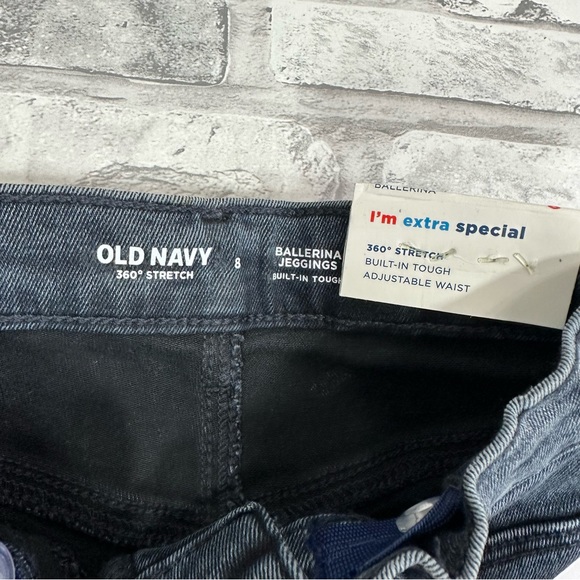 BALLERINA
I'm extra special
360° STRETCH
BUILT-IN TOUGH
ADJUSTABLE WAIST
OLD NAVY
360° STRETCH
8
BALLERINA
JEGGINGS
BUILT-IN TOUGH